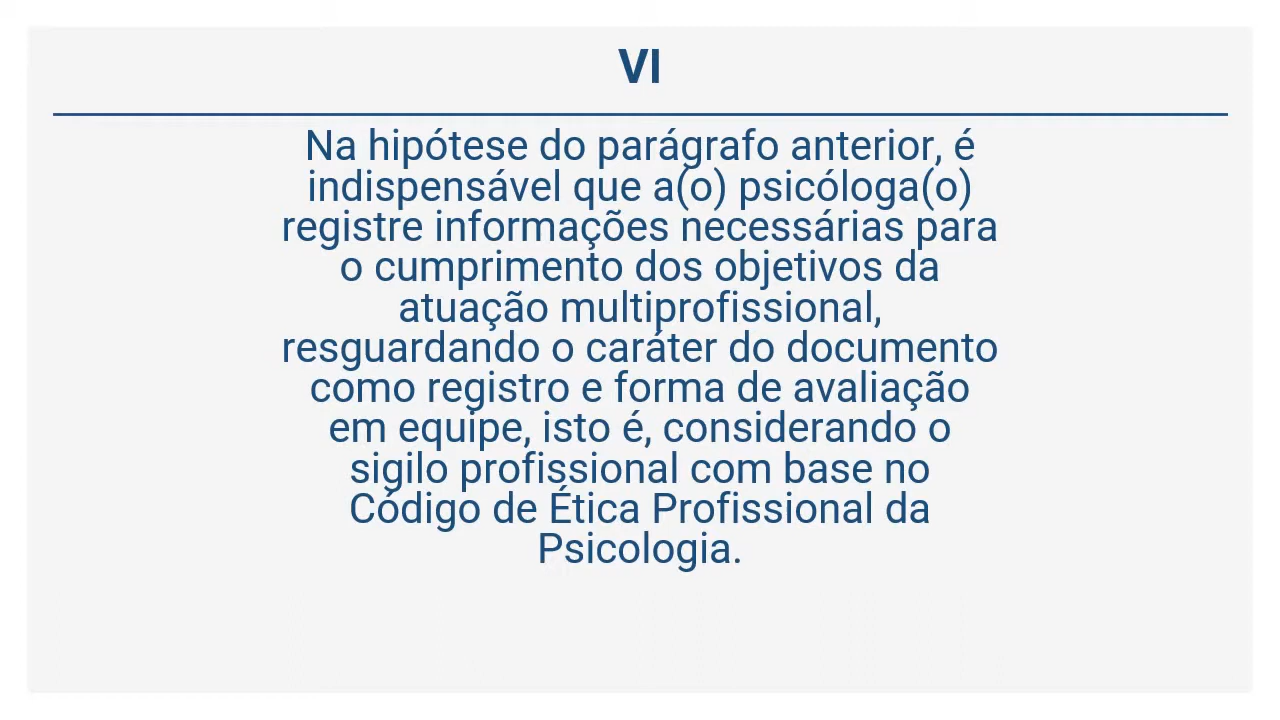 VI
Na hipótese do parágrafo anterior, é
indispensável que a(o) psicóloga(o)
registre informações necessárias para
o cumprimento dos objetivos da
atuação multiprofissional,
resguardando o caráter do documento
como registro e forma de avaliação
em equipe, isto é, considerando o
sigilo profissional com base no
Código de Ética Profissional da
Psicologia.